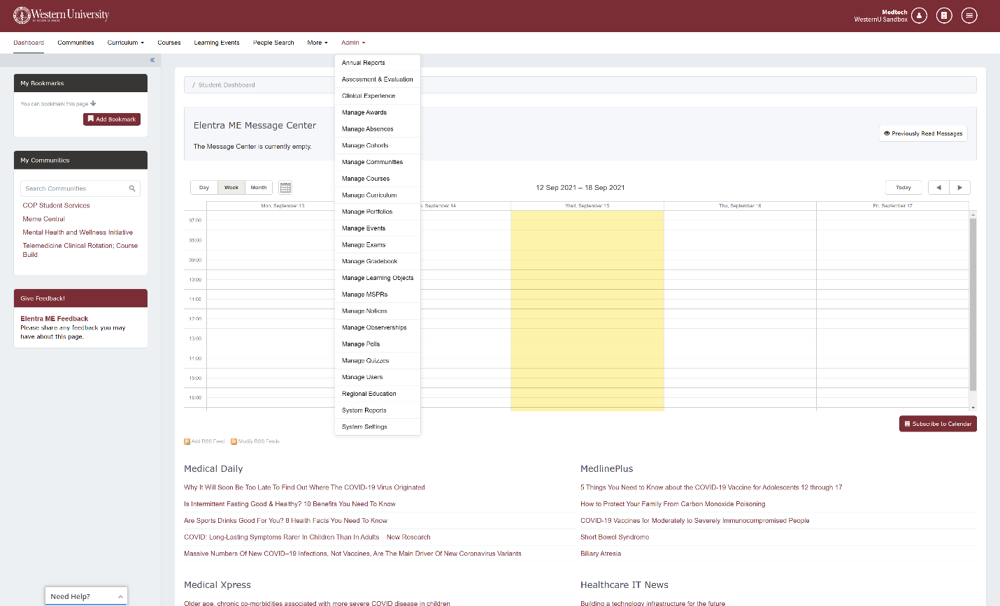 Western University
OF HEALTH SCIENCES
Medtech
WesternU Sandbox
Dashboard
Communities
Curriculum
Courses
Learning Events
People Search
More
Admin
«
My Bookmarks
You can bookmark this page
Add Bookmark
My Communities
Search Communities
COP Student Services
Meme Central
Mental Health and Wellness Initiative
Telemedicine Clinical Rotation; Course
Build
Give Feedback!
Elentra ME Feedback
Please share any feedback you may
have about this page.
Annual Reports
Assessment & Evaluation
Clinical Experience
Manage Awards
Manage Absences
Manage Cohorts
Manage Communities
Manage Courses
Manage Curriculum
Manage Portfolios
Manage Events
Manage Exams
Manage Gradebook
Manage Learning Objects
Manage MSPRs
Manage Notices
Manage Observerships
Manage Polls
Manage Quizzes
Manage Users
Regional Education
System Reports
System Settings
/ Student Dashboard
Elentra ME Message Center
The Message Center is currently empty.
Previously Read Messages
Day
Week
Month
12 Sep 2021 – 18 Sep 2021
Today
Mon, September 13
, September 14
Wed, September 15
Thu, September 16
Fri, September 17
07:00
08:00
09:00
10:00
11:00
12:00
13:00
14:00
15:00
16:00
Subscribe to Calendar
Add RSS Feed
Modify RSS Feeds
Medical Daily
Why It Will Soon Be Too Late To Find Out Where The COVID-19 Virus Originated
Is Intermittent Fasting Good & Healthy? 10 Benefits You Need To Know
Are Sports Drinks Good For You? 8 Health Facts You Need To Know
COVID: Long-Lasting Symptoms Rarer In Children Than In Adults – New Research
Massive Numbers Of New COVID–19 Infections, Not Vaccines, Are The Main Driver Of New Coronavirus Variants
MedlinePlus
5 Things You Need to Know about the COVID-19 Vaccine for Adolescents 12 through 17
How to Protect Your Family From Carbon Monoxide Poisoning
COVID-19 Vaccines for Moderately to Severely Immunocompromised People
Short Bowel Syndrome
Biliary Atresia
Medical Xpress
Older age, chronic co-morbidities associated with more severe COVID disease in children
Healthcare IT News
Building a technology infrastructure for the future
Need Help?